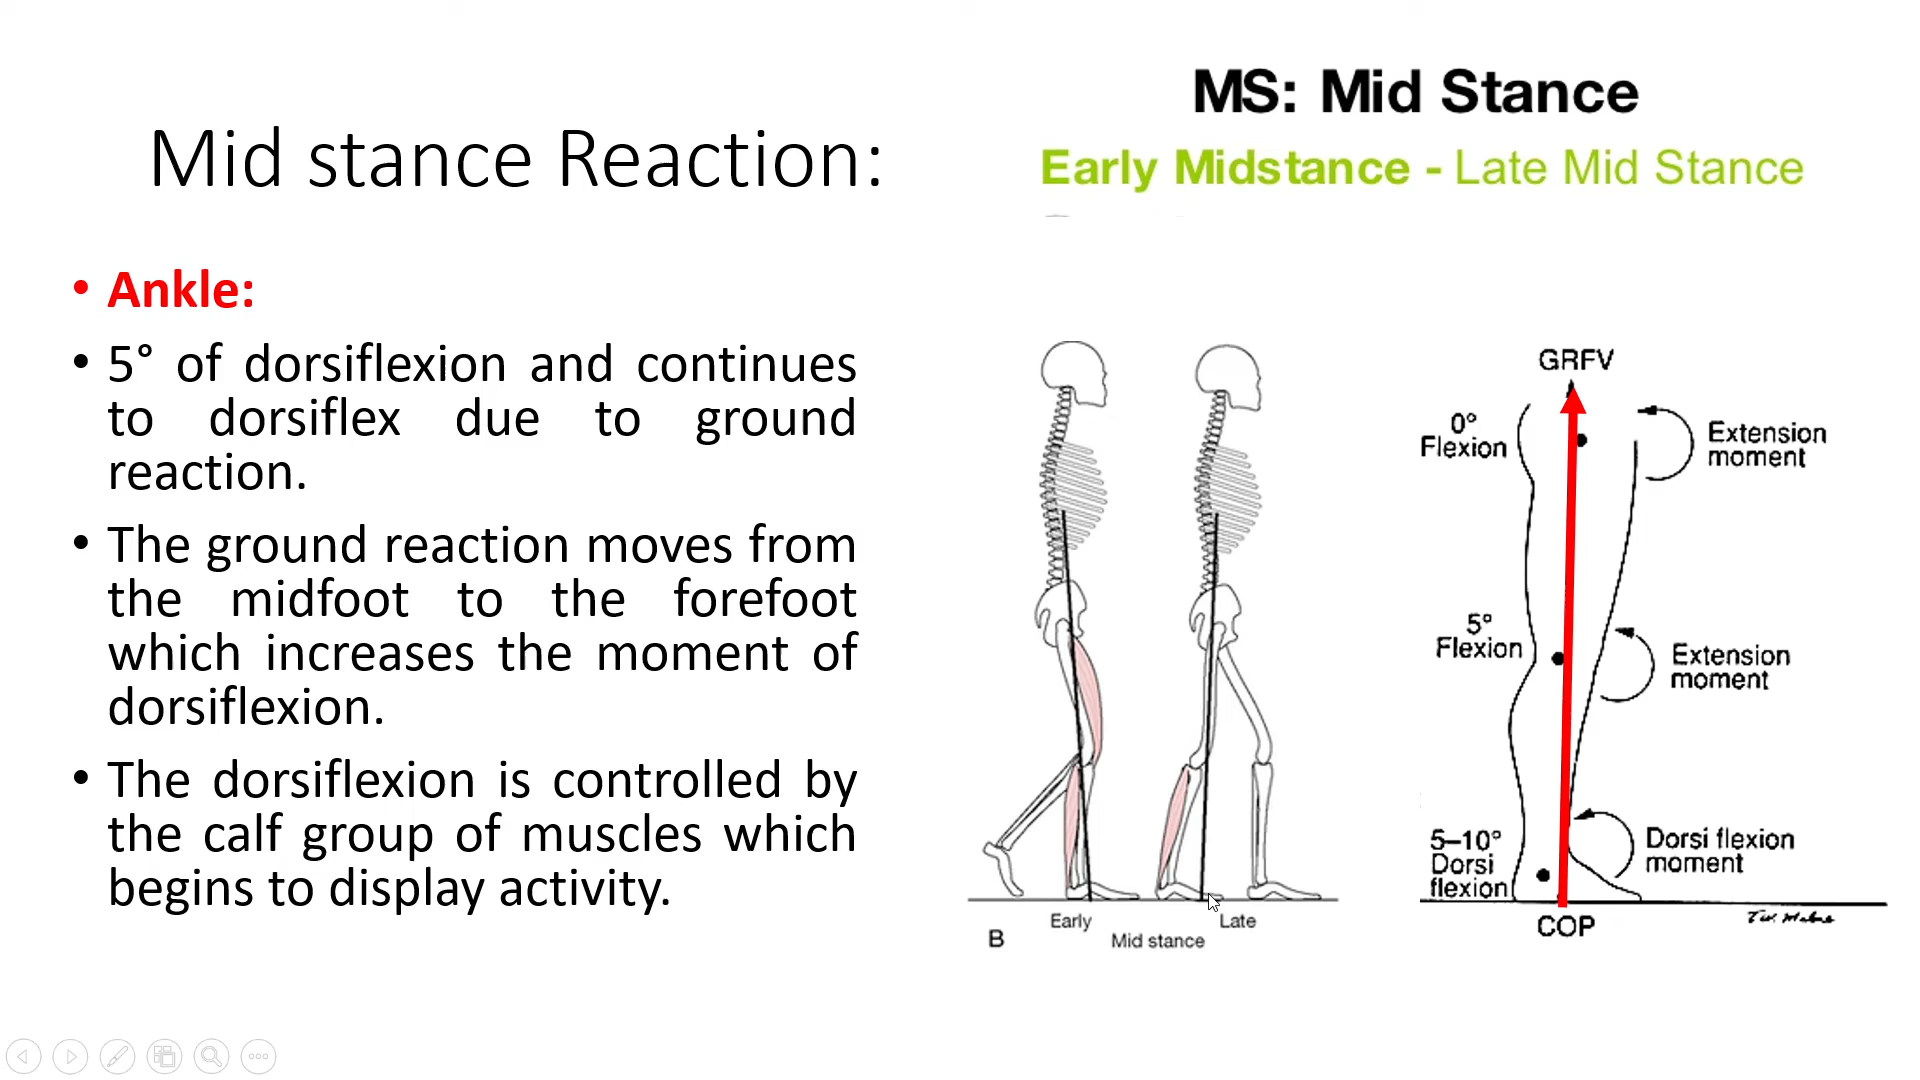 Mid stance Reaction:
MS: Mid Stance
Early Midstance - Late Mid Stance
• Ankle:
• 5° of dorsiflexion and continues
to dorsiflex due to ground
reaction.
• The ground reaction moves from
the midfoot to the forefoot
which increases the moment of
dorsiflexion.
• The dorsiflexion is controlled by
the calf group of muscles which
begins to display activity.
Early
Late
Mid stance
B
GRFV
0°
Flexion
Extension
moment
5°
Flexion
Extension
moment
5–10°
Dorsi
flexion
Dorsi flexion
moment
COP